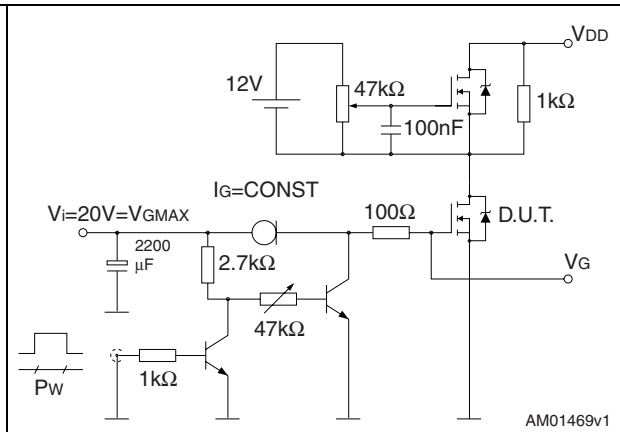 VDD
12V
47kΩ
1kΩ
100nF
IG=CONST
Vi=20V=VGMAX
100Ω
D.U.T.
2200
μF
2.7kΩ
VG
47kΩ
1kΩ
PW
AM01469v1